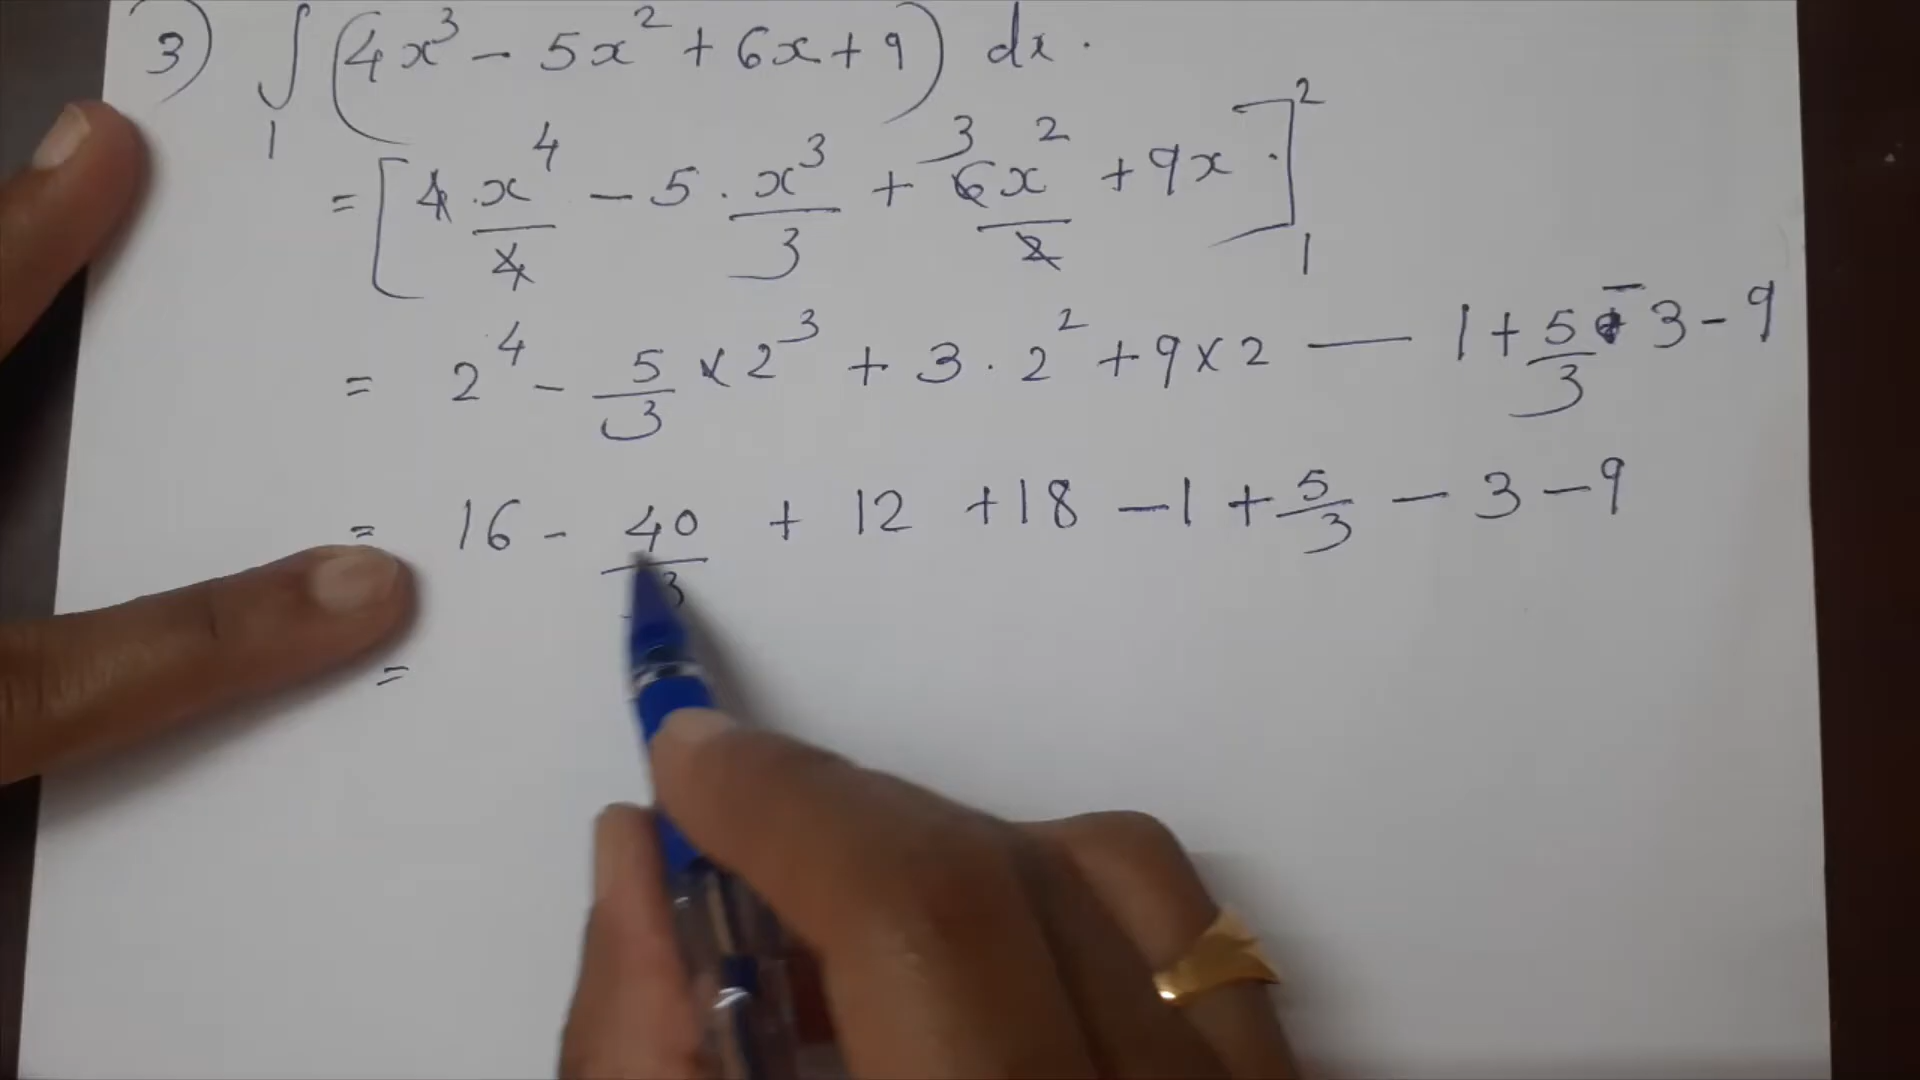 3) ∫₁ (4x³ - 5x² + 6x + 9) dx.
= [4.x⁴/4 - 5.x³/3 + 3 6x²/2 + 9x.]₁²
= 2⁴ - 5/3 × 2³ + 3.2² + 9×2 — 1 + 5/3 - 3 - 9
= 16 - 40/3 + 12 + 18 - 1 + 5/3 - 3 - 9
=